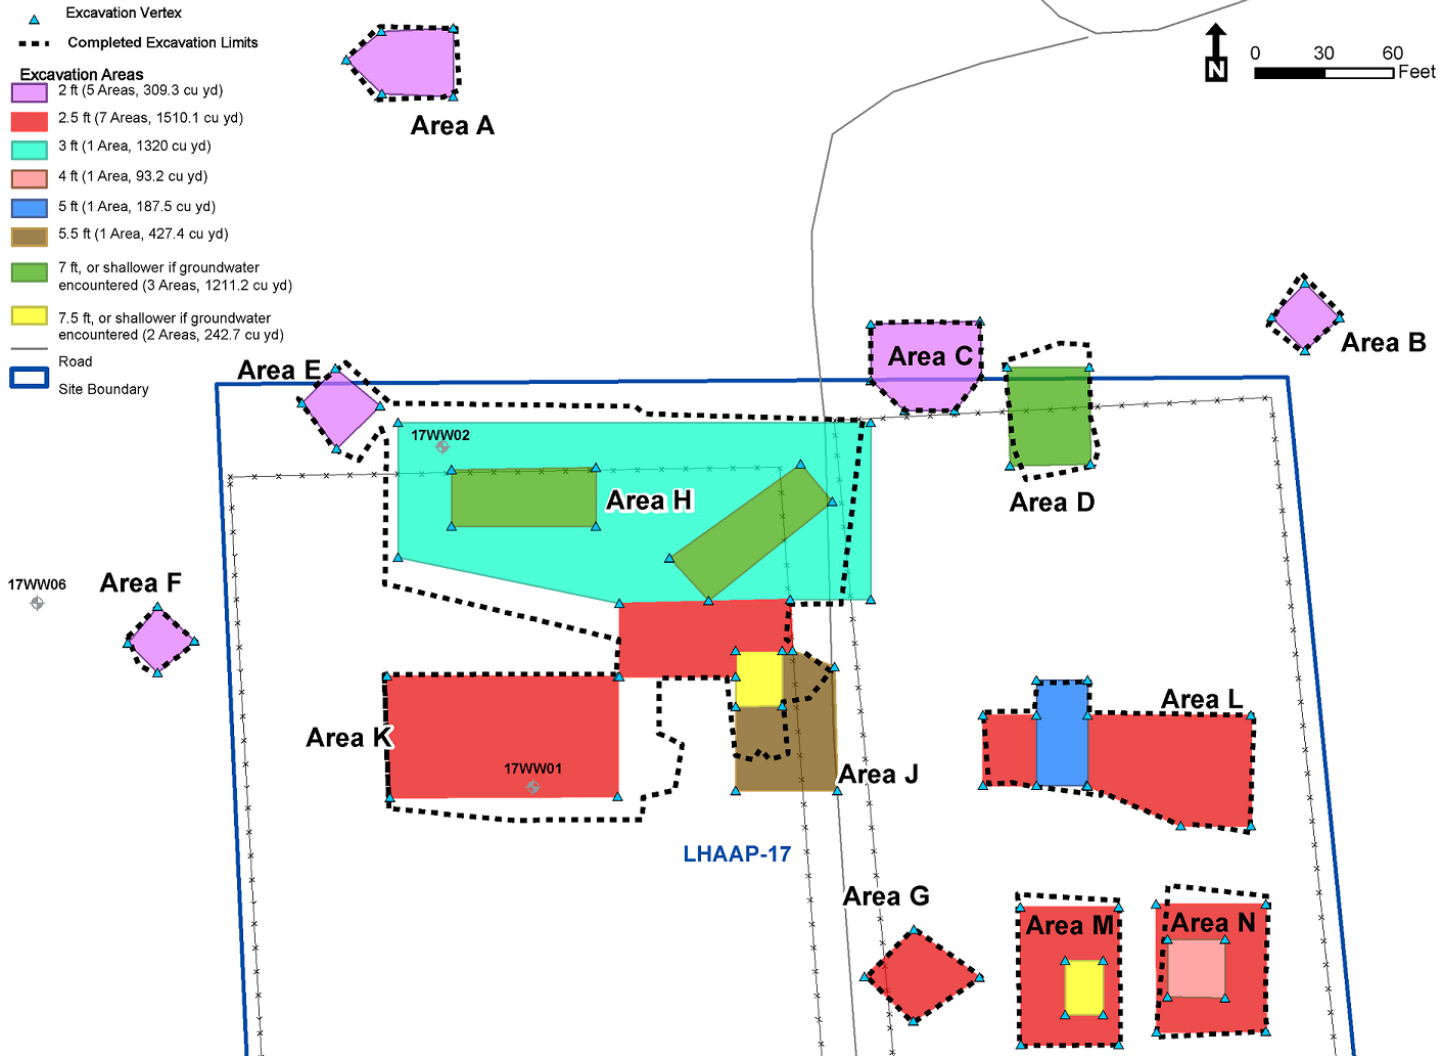 Excavation Vertex
Completed Excavation Limits
Excavation Areas
2 ft (5 Areas, 309.3 cu yd)
2.5 ft (7 Areas, 1510.1 cu yd)
3 ft (1 Area, 1320 cu yd)
4 ft (1 Area, 93.2 cu yd)
5 ft (1 Area, 187.5 cu yd)
5.5 ft (1 Area, 427.4 cu yd)
7 ft, or shallower if groundwater
encountered (3 Areas, 1211.2 cu yd)
7.5 ft, or shallower if groundwater
encountered (2 Areas, 242.7 cu yd)
Road
Site Boundary
N
0 30 60
Feet
Area A
Area B
Area C
Area E
17WW02
Area H
Area D
17WW06
Area F
Area L
Area K
17WW01
Area J
LHAAP-17
Area G
Area M
Area N